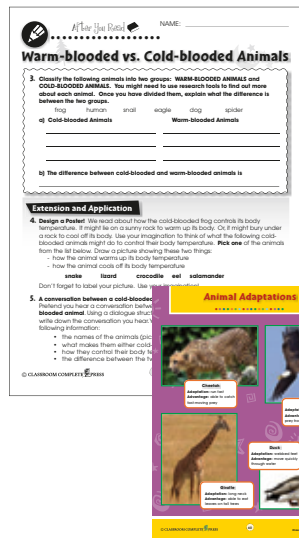 After You Read
NAME:
Warm-blooded vs. Cold-blooded Animals
3. Classify the following animals into two groups: WARM-BLOODED ANIMALS and
COLD-BLOODED ANIMALS. You might need to use research tools to find out more
about each animal. Once you have divided them, explain what the difference is
between the two groups.
frog human snail eagle dog spider
a) Cold-blooded Animals Warm-blooded Animals
b) The difference between cold-blooded and warm-blooded animals is
Extension and Application
4. Design a Poster! We read about how the cold-blooded frog controls its body
temperature. It might lie on a sunny rock to warm up its body. Or, it might bury under
a rock to cool off its body. Use your imagination to think of what the following cold-
blooded animals might do to control their body temperature. Pick one of the animals
from the list below. Draw a picture showing these two things:
– how the animal warms up its body temperature
– how the animal cools off its body temperature
snake lizard crocodile eel salamander
Don't forget to label your picture. Use your imagination!
5. A conversation between a cold-blooded
Pretend you hear a conversation betwe
blooded animal. Using a dialogue struct
write down the conversation you hear.
following information:
• the names of the animals (pic
• what makes them either cold-
• how they control their body te
• the difference between the tw
© CLASSROOM COMPLETE PRESS
Animal Adaptations
Cheetah:
Adaptation: run fast
Advantage: able to catch
fast moving prey
Adapta
Advant
prey fro
Duck:
Adaptation: webbed feet
Advantage: move quickly
through water
Giraffe:
Adaptation: long neck
Advantage: able to eat
leaves on tall trees
© CLASSROOM COMPLETE PRESS